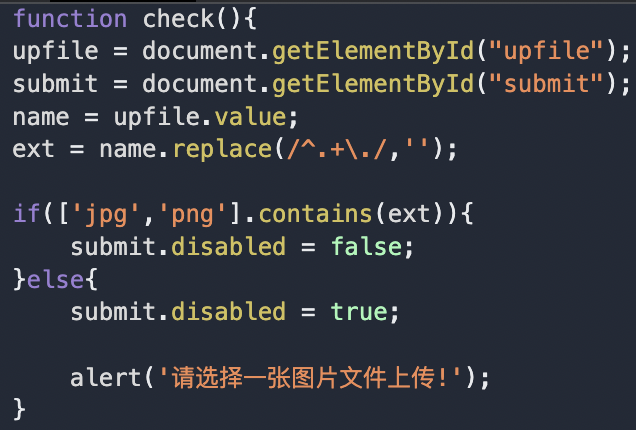 function check(){
upfile = document.getElementById("upfile");
submit = document.getElementById("submit");
name = upfile.value;
ext = name.replace(/^.+\./,'');
if(['jpg','png'].contains(ext)){
submit.disabled = false;
}else{
submit.disabled = true;
alert('请选择一张图片文件上传!');
}